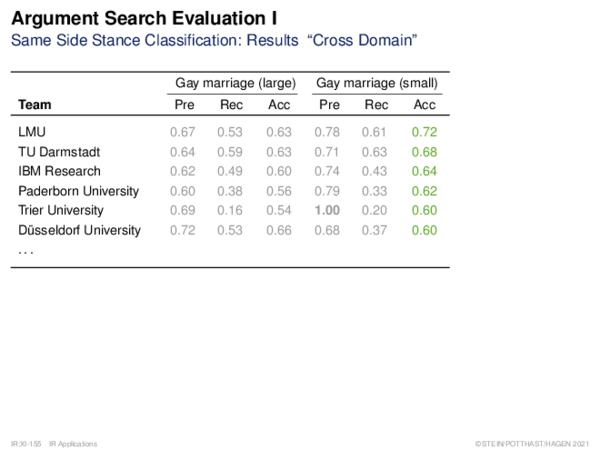 Argument Search Evaluation I
Same Side Stance Classification: Results “Cross Domain”
Gay marriage (large) Gay marriage (small)
Team Pre Rec Acc Pre Rec Acc
LMU 0.67 0.53 0.63 0.78 0.61 0.72
TU Darmstadt 0.64 0.59 0.63 0.71 0.63 0.68
IBM Research 0.62 0.49 0.60 0.74 0.43 0.64
Paderborn University 0.60 0.38 0.56 0.79 0.33 0.62
Trier University 0.69 0.16 0.54 1.00 0.20 0.60
Düsseldorf University 0.72 0.53 0.66 0.68 0.37 0.60
...
IR:XI-155 IR Applications ©STEIN/POTTHAST/HAGEN 2021